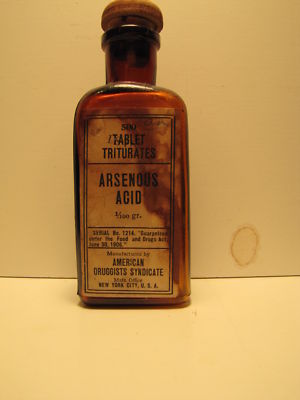 500
TABLET
TRITURATES
ARSENOUS
ACID
1/100 gr.
SERIAL No. 1214. "Guaranteed
under the Food and Drugs Act,
June 30, 1906."
Manufactured by
AMERICAN
DRUGGISTS SYNDICATE
Main Office
NEW YORK CITY, U. S. A.